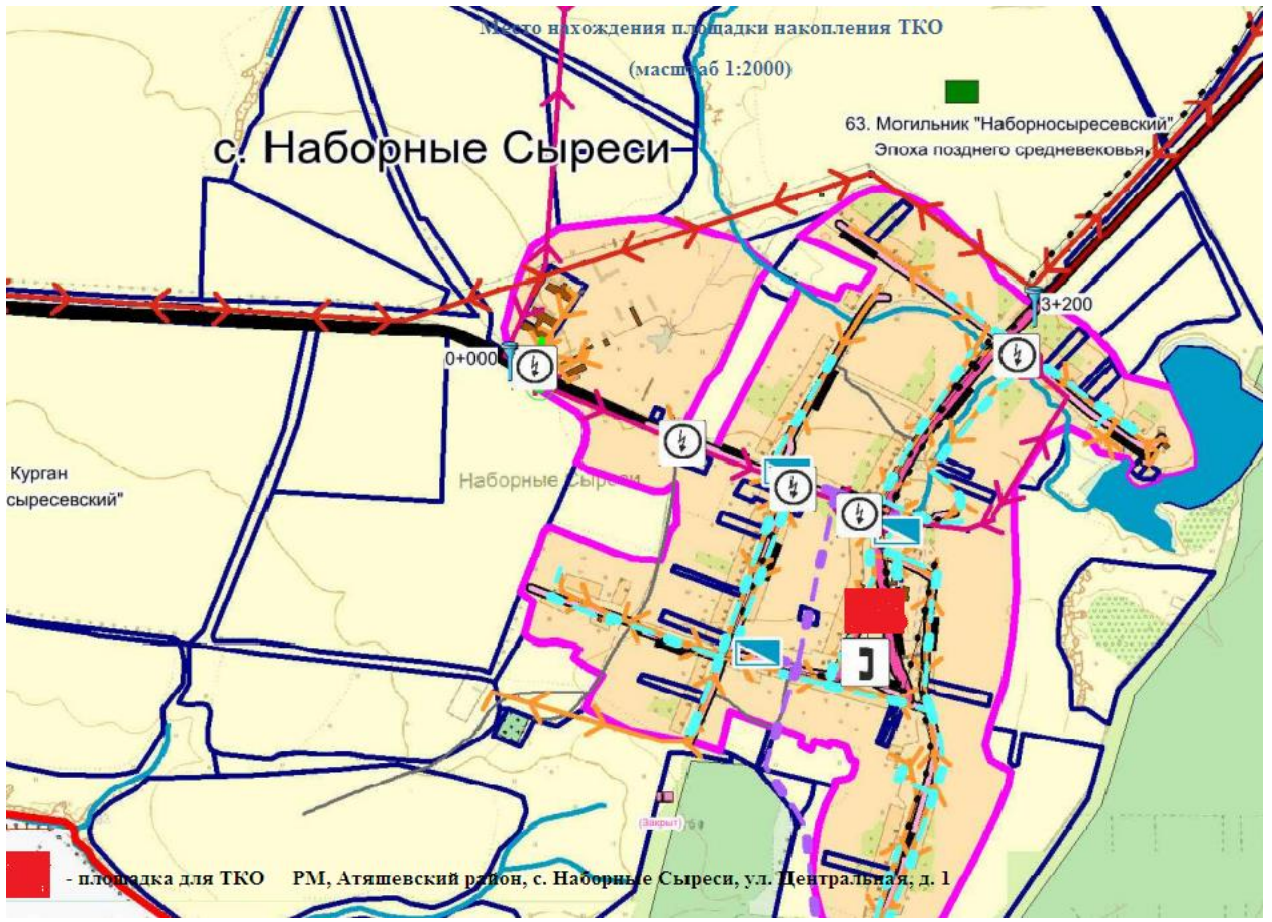 Место нахождения площадки накопления ТКО
(масштаб 1:2000)
с. Наборные Сыреси
63. Могильник "Наборносыресевский"
Эпоха позднего средневековья
3+200
0+000
Курган
сыресевский"
Наборные Сыреси
(Закрыт)
- площадка для ТКО РМ, Атяшевский район, с. Наборные Сыреси, ул. Центральная, д. 1